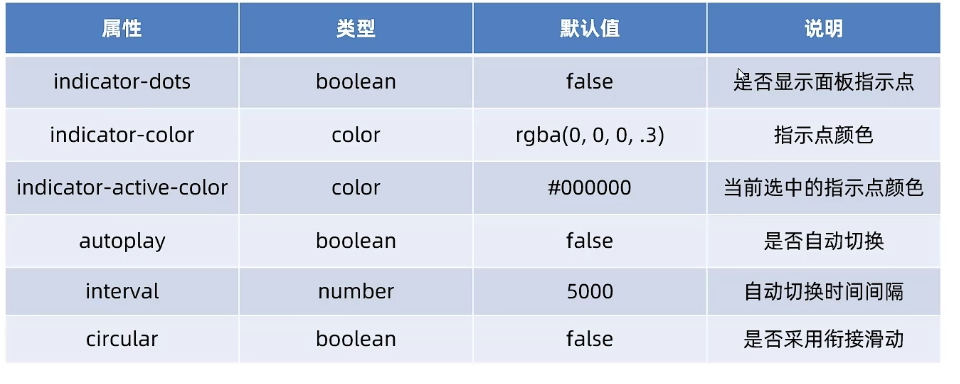 属性 类型 默认值 说明
indicator-dots boolean false 是否显示面板指示点
indicator-color color rgba(0, 0, 0, .3) 指示点颜色
indicator-active-color color #000000 当前选中的指示点颜色
autoplay boolean false 是否自动切换
interval number 5000 自动切换时间间隔
circular boolean false 是否采用衔接滑动